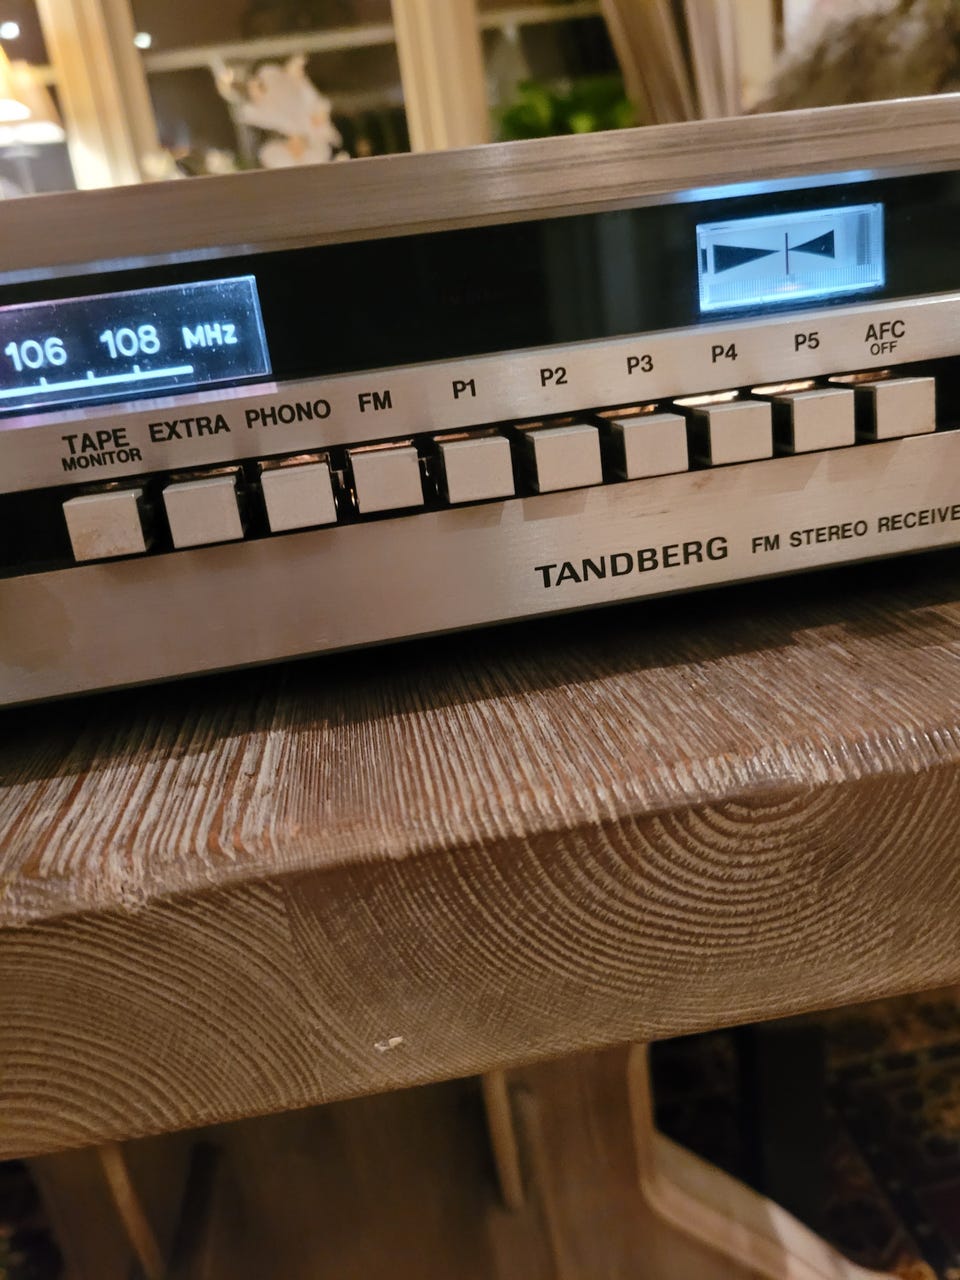 106 108 MHz
TAPE MONITOR
EXTRA
PHONO
FM
P1
P2
P3
P4
P5
AFC OFF
TANDBERG FM STEREO RECEIVE